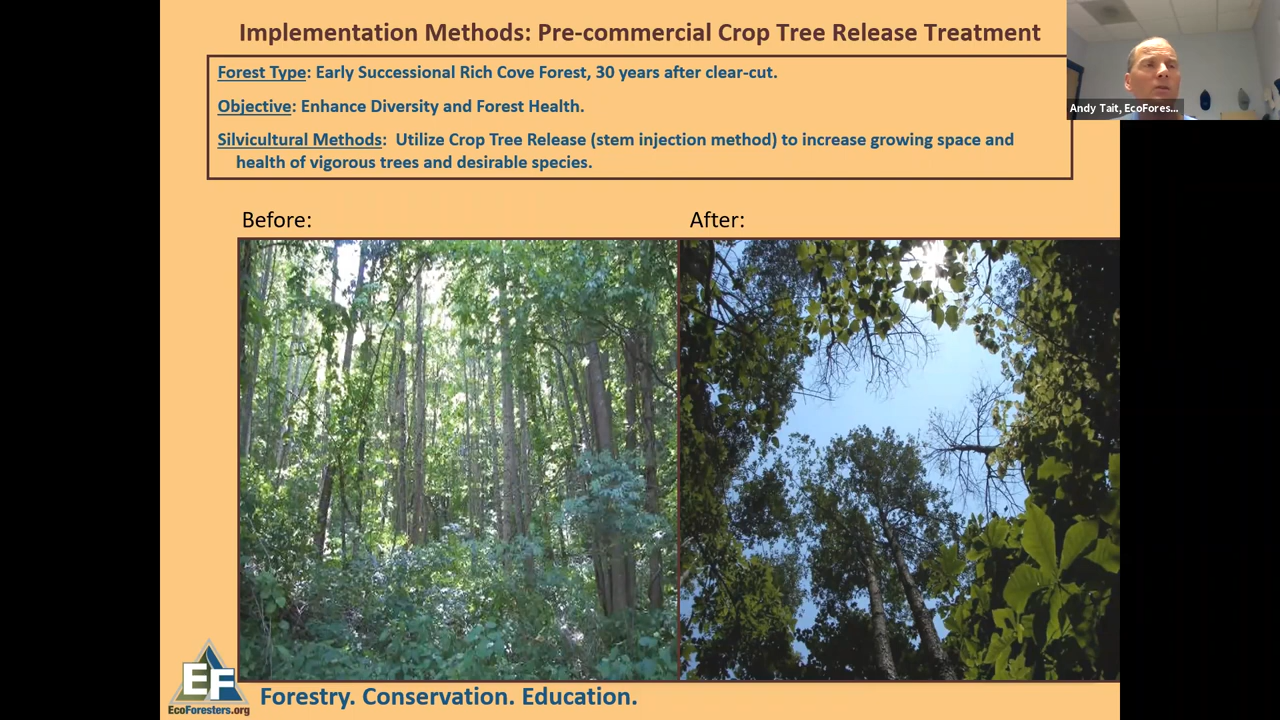 Implementation Methods: Pre-commercial Crop Tree Release Treatment
Forest Type: Early Successional Rich Cove Forest, 30 years after clear-cut.
Objective: Enhance Diversity and Forest Health.
Silvicultural Methods: Utilize Crop Tree Release (stem injection method) to increase growing space and
health of vigorous trees and desirable species.
Andy Tait, EcoFores...
Before:
After:
EF
EcoForesters.org
Forestry. Conservation. Education.